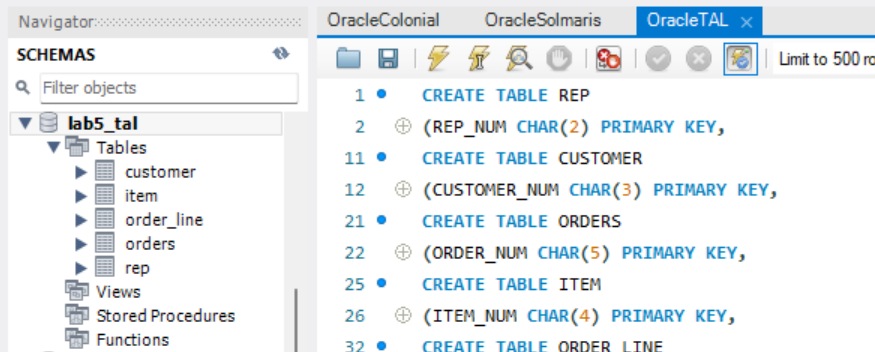 Navigator
SCHEMAS
Filter objects
lab5_tal
Tables
customer
item
order_line
orders
rep
Views
Stored Procedures
Functions
OracleColonial OracleSolmaris OracleTAL ×
Limit to 500 ro
1 CREATE TABLE REP
2 (REP_NUM CHAR(2) PRIMARY KEY,
11 CREATE TABLE CUSTOMER
12 (CUSTOMER_NUM CHAR(3) PRIMARY KEY,
21 CREATE TABLE ORDERS
22 (ORDER_NUM CHAR(5) PRIMARY KEY,
25 CREATE TABLE ITEM
26 (ITEM_NUM CHAR(4) PRIMARY KEY,
32 CREATE TABLE ORDER_LINE